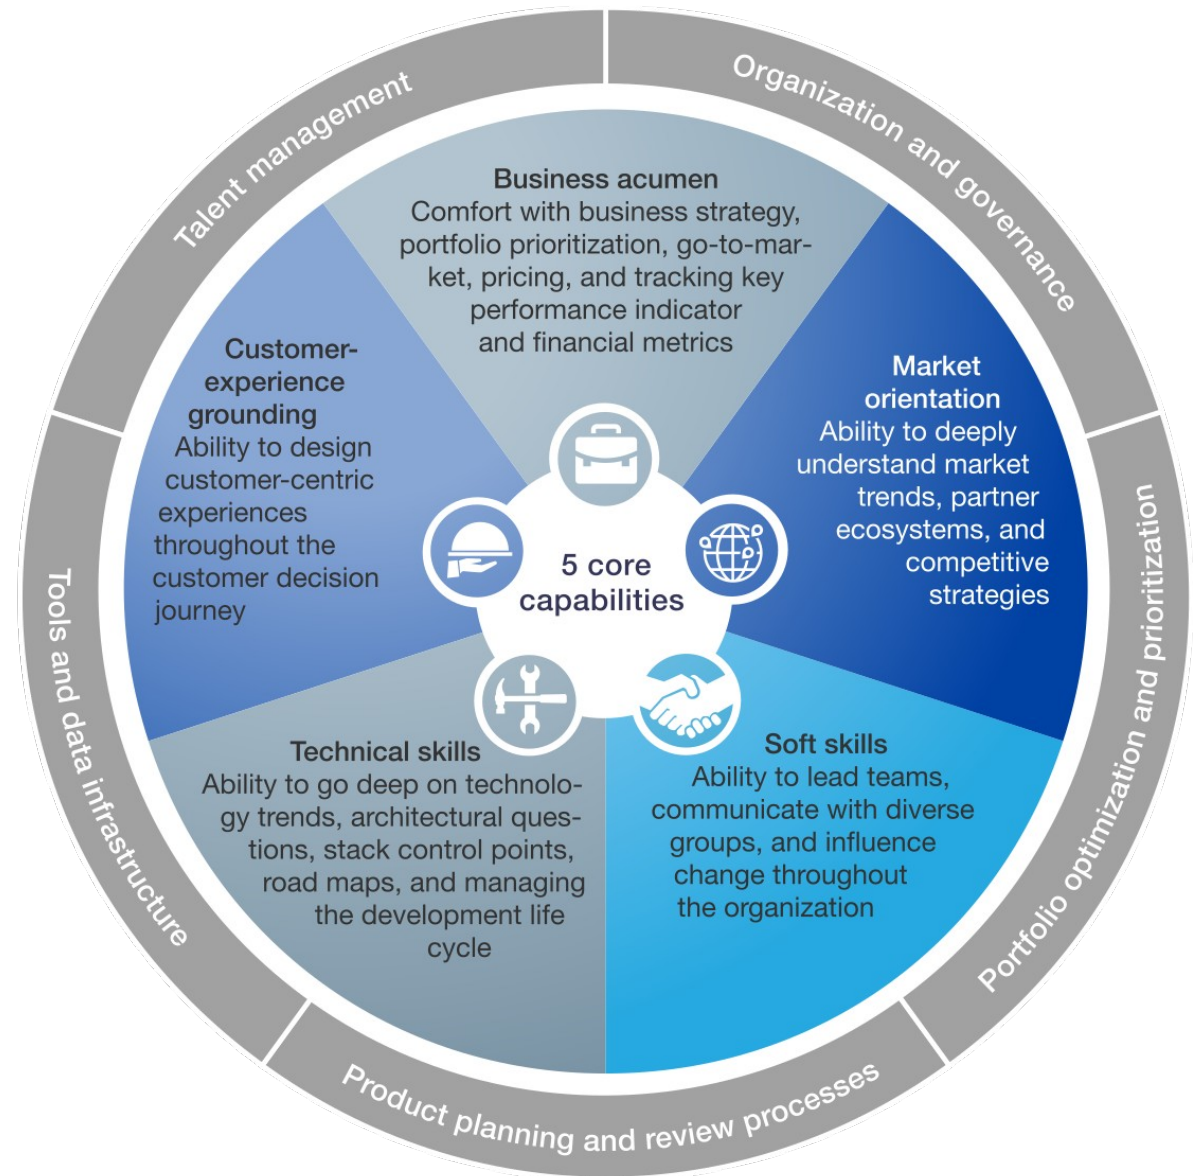 Talent management
Organization and governance
Business acumen
Comfort with business strategy,
portfolio prioritization, go-to-mar-
ket, pricing, and tracking key
performance indicator
and financial metrics
Customer-
experience
grounding
Ability to design
customer-centric
experiences
throughout the
customer decision
journey
Market
orientation
Ability to deeply
understand market
trends, partner
ecosystems, and
competitive
strategies
5 core
capabilities
Technical skills
Ability to go deep on technolo-
gy trends, architectural ques-
tions, stack control points,
road maps, and managing
the development life
cycle
Soft skills
Ability to lead teams,
communicate with diverse
groups, and influence
change throughout
the organization
Tools and data infrastructure
Portfolio optimization and prioritization
Product planning and review processes